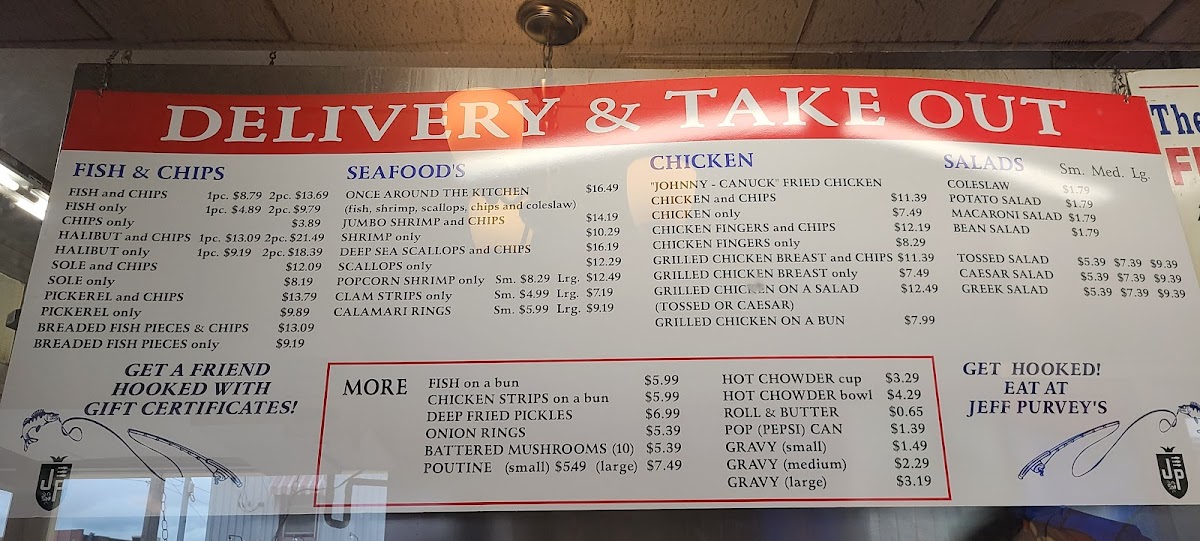 DELIVERY & TAKE OUT
FISH & CHIPS
FISH and CHIPS 1pc. $8.79 2pc. $13.69
FISH only 1pc. $4.89 2pc. $9.79
CHIPS only $3.89
HALIBUT and CHIPS 1pc. $13.09 2pc. $21.49
HALIBUT only 1pc. $9.19 2pc. $18.39
SOLE and CHIPS $12.09
SOLE only $8.19
PICKEREL and CHIPS $13.79
PICKEREL only $9.89
BREADED FISH PIECES & CHIPS $13.09
BREADED FISH PIECES only $9.19
SEAFOOD'S
ONCE AROUND THE KITCHEN $16.49
(fish, shrimp, scallops, chips and coleslaw)
JUMBO SHRIMP and CHIPS $14.19
SHRIMP only $10.29
DEEP SEA SCALLOPS and CHIPS $16.19
SCALLOPS only $12.29
POPCORN SHRIMP only Sm. $8.29 Lrg. $12.49
CLAM STRIPS only Sm. $4.99 Lrg. $7.19
CALAMARI RINGS Sm. $5.99 Lrg. $9.19
CHICKEN
"JOHNNY - CANUCK" FRIED CHICKEN
CHICKEN and CHIPS $11.39
CHICKEN only $7.49
CHICKEN FINGERS and CHIPS $12.19
CHICKEN FINGERS only $8.29
GRILLED CHICKEN BREAST and CHIPS $11.39
GRILLED CHICKEN BREAST only $7.49
GRILLED CHICKEN ON A SALAD $12.49
(TOSSED OR CAESAR)
GRILLED CHICKEN ON A BUN $7.99
SALADS Sm. Med. Lg.
COLESLAW $1.79
POTATO SALAD $1.79
MACARONI SALAD $1.79
BEAN SALAD $1.79
TOSSED SALAD $5.39 $7.39 $9.39
CAESAR SALAD $5.39 $7.39 $9.39
GREEK SALAD $5.39 $7.39 $9.39
GET A FRIEND
HOOKED WITH
GIFT CERTIFICATES!
JP
MORE
FISH on a bun $5.99
CHICKEN STRIPS on a bun $5.99
DEEP FRIED PICKLES $6.99
ONION RINGS $5.39
BATTERED MUSHROOMS (10) $5.39
POUTINE (small) $549 (large) $7.49
HOT CHOWDER cup $3.29
HOT CHOWDER bowl $4.29
ROLL & BUTTER $0.65
POP (PEPSI) CAN $1.39
GRAVY (small) $1.49
GRAVY (medium) $2.29
GRAVY (large) $3.19
GET HOOKED!
EAT AT
JEFF PURVEY'S
JP
The